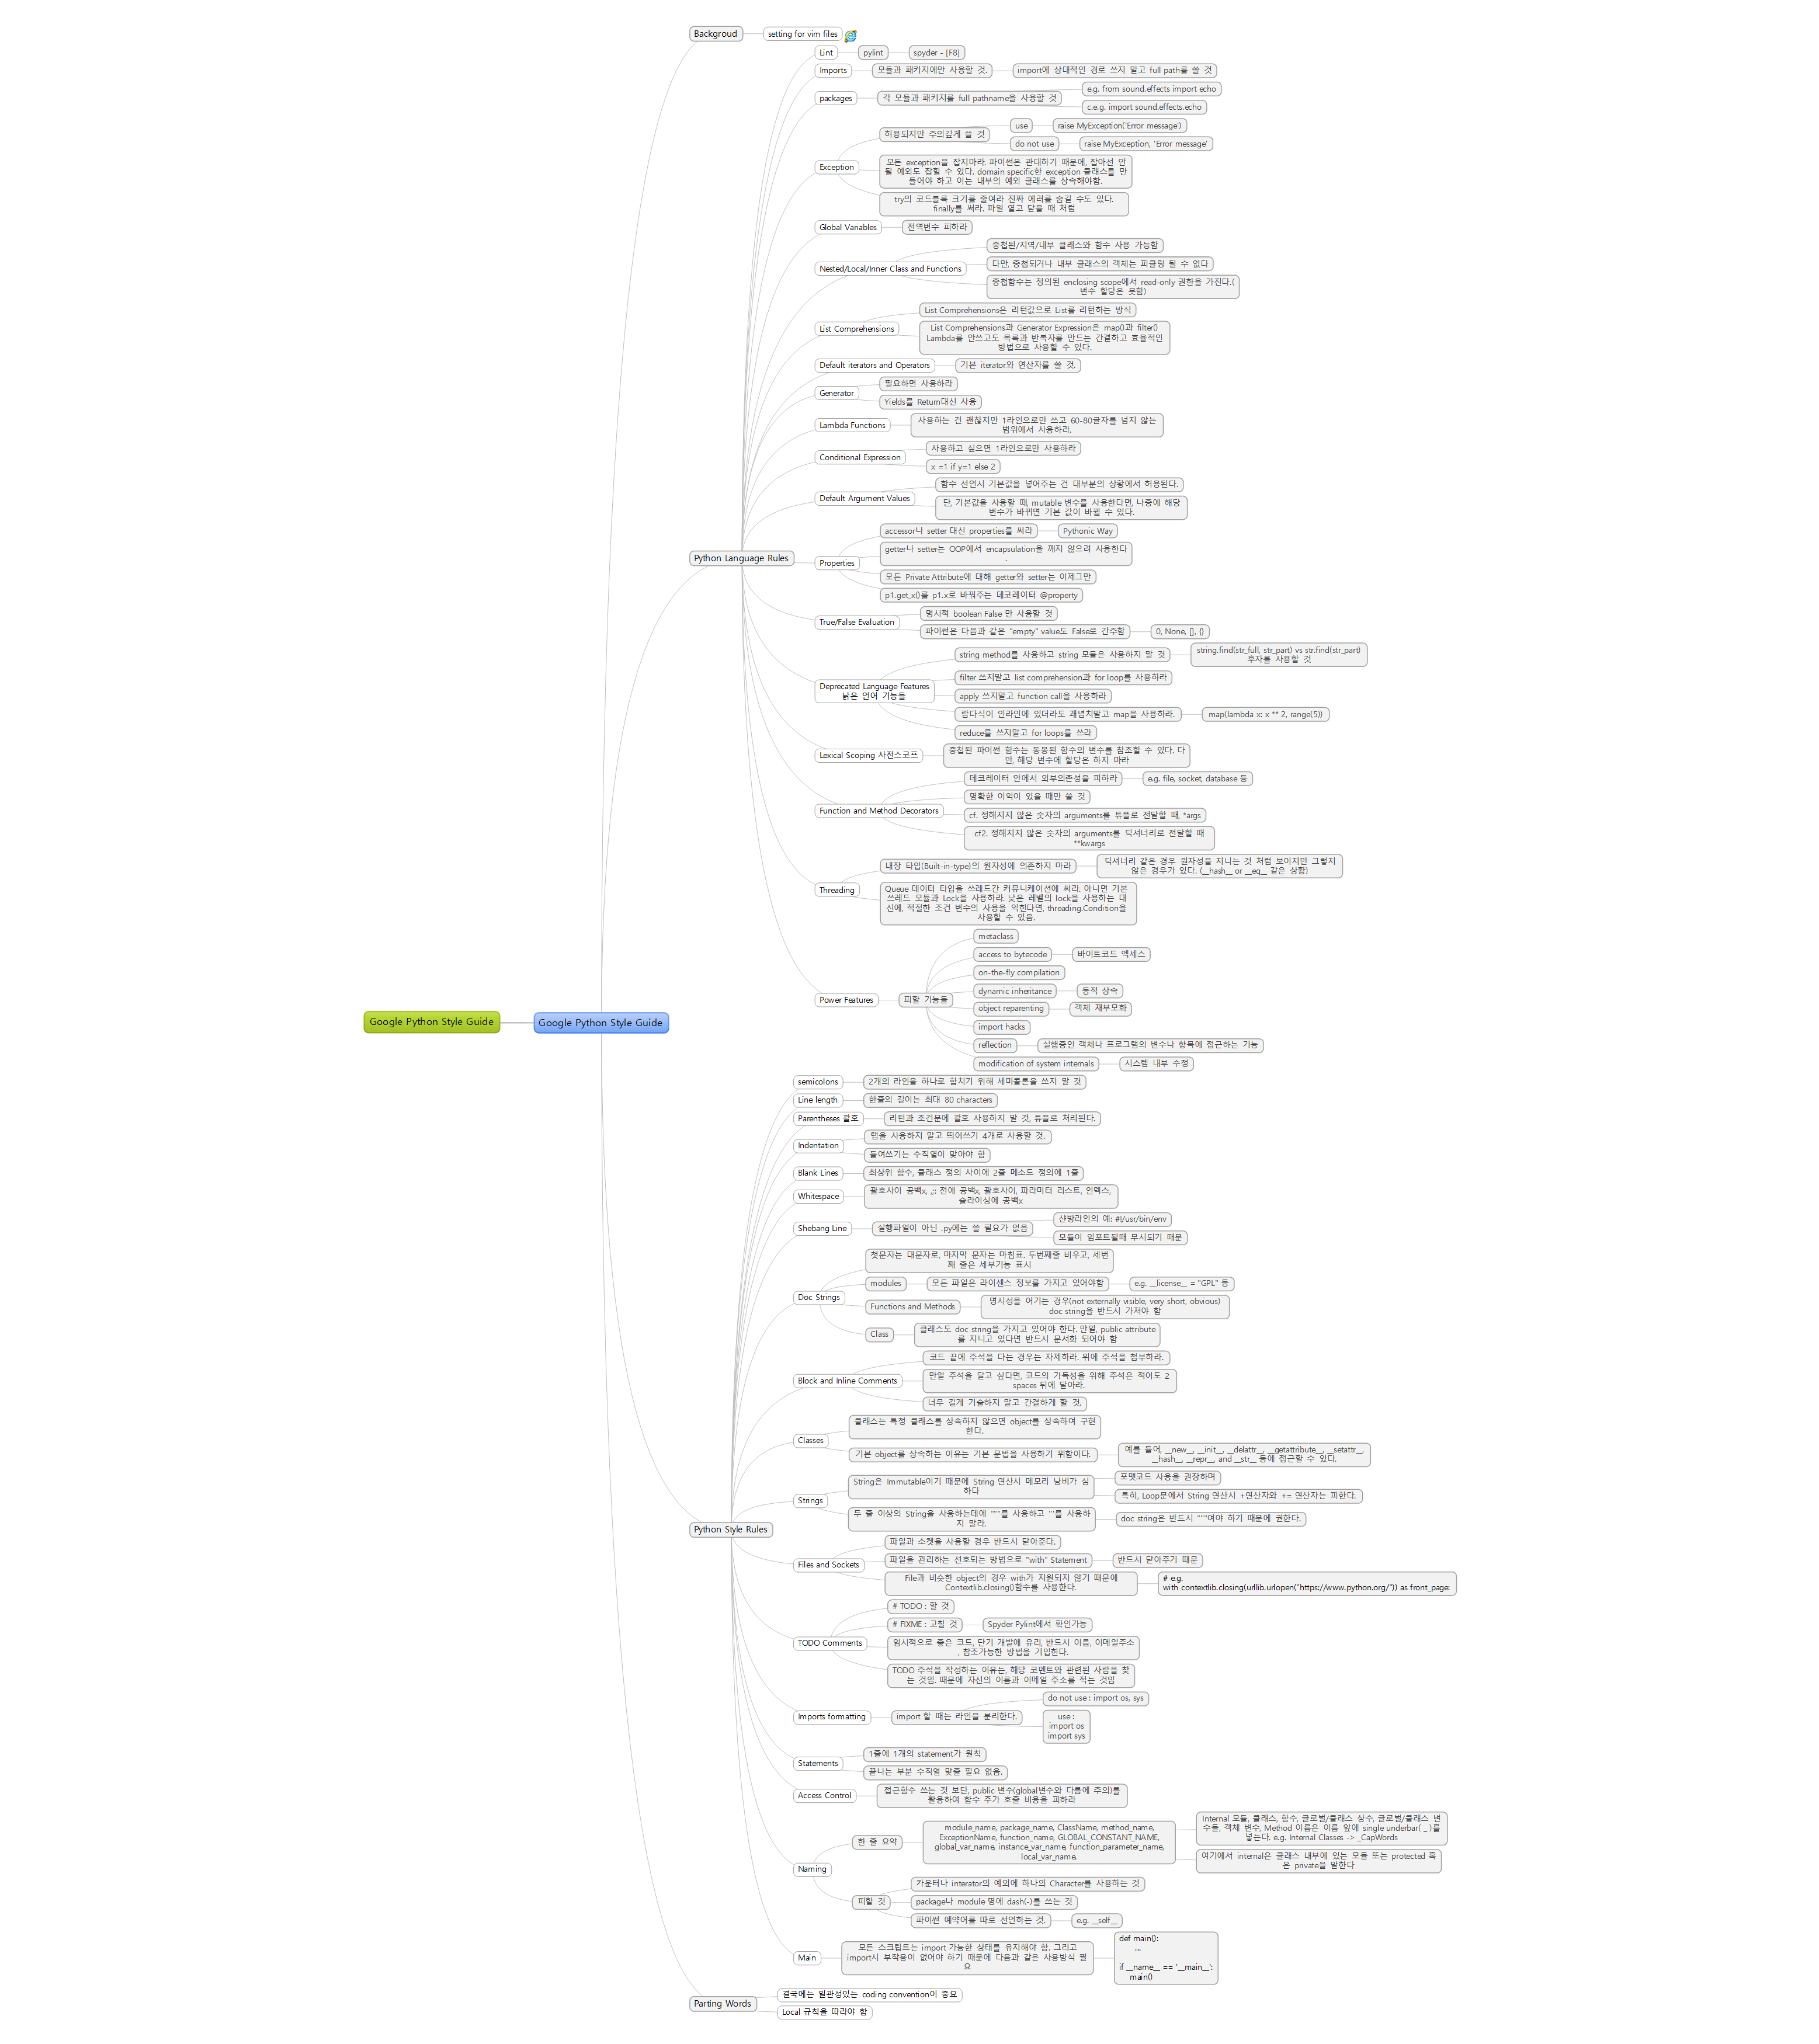 Google Python Style Guide
Google Python Style Guide
Backgroud
setting for vim files
Python Language Rules
Lint
pylint
spyder - [F8]
Imports
모듈과 패키지에만 사용할 것.
import에 상대적인 경로 쓰지 말고 full path를 쓸 것
packages
각 모듈과 패키지를 full pathname을 사용할 것
e.g. from sound.effects import echo
c.e.g. import sound.effects.echo
Exception
허용되지만 주의깊게 쓸 것
use
raise MyException('Error message')
do not use
raise MyException, 'Error message'
모든 exception을 잡지마라. 파이썬은 관대하기 때문에, 잡아선 안
될 예외도 잡힐 수 있다. domain specific한 exception 클래스를 만
들어야 하고 이는 내부의 예외 클래스를 상속해야함.
try의 코드블록 크기를 줄여라 진짜 에러를 숨길 수도 있다.
finally를 써라. 파일 열고 닫을 때 처럼
Global Variables
전역변수 피하라
Nested/Local/Inner Class and Functions
중첩된/지역/내부 클래스와 함수 사용 가능함
다만, 중첩되거나 내부 클래스의 객체는 피클링 될 수 없다
중첩함수는 정의된 enclosing scope에서 read-only 권한을 가진다.(
변수 할당은 못함)
List Comprehensions
List Comprehensions은 리턴값으로 List를 리턴하는 방식
List Comprehensions과 Generator Expression은 map()과 filter()
Lambda를 안쓰고도 목록과 반복자를 만드는 간결하고 효율적인
방법으로 사용할 수 있다.
Default iterators and Operators
기본 iterator와 연산자를 쓸 것.
Generator
필요하면 사용하라
Yields를 Return대신 사용
Lambda Functions
사용하는 건 괜찮지만 1라인으로만 쓰고 60-80글자를 넘지 않는
범위에서 사용하라.
Conditional Expression
사용하고 싶으면 1라인으로만 사용하라
x =1 if y=1 else 2
Default Argument Values
함수 선언시 기본값을 넣어주는 건 대부분의 상황에서 허용된다.
단, 기본값을 사용할 때, mutable 변수를 사용한다면, 나중에 해당
변수가 바뀌면 기본 값이 바뀔 수 있다.
Properties
accessor나 setter 대신 properties를 써라
Pythonic Way
getter나 setter는 OOP에서 encapsulation을 깨지 않으려 사용한다
.
모든 Private Attribute에 대해 getter와 setter는 이제그만
p1.get_x()를 p1.x로 바꿔주는 데코레이터 @property
True/False Evaluation
명시적 boolean False 만 사용할 것
파이썬은 다음과 같은 "empty" value도 False로 간주함
0, None, [], {}
Deprecated Language Features
낡은 언어 기능들
string method를 사용하고 string 모듈은 사용하지 말 것
string.find(str_full, str_part) vs str.find(str_part)
후자를 사용할 것
filter 쓰지말고 list comprehension과 for loop를 사용하라
apply 쓰지말고 function call을 사용하라
람다식이 인라인에 있더라도 괘념치말고 map을 사용하라.
map(lambda x: x ** 2, range(5))
reduce를 쓰지말고 for loops를 쓰라
Lexical Scoping 사전스코프
중첩된 파이썬 함수는 동봉된 함수의 변수를 참조할 수 있다. 다
만, 해당 변수에 할당은 하지 마라
Function and Method Decorators
데코레이터 안에서 외부의존성을 피하라
e.g. file, socket, database 등
명확한 이익이 있을 때만 쓸 것
cf. 정해지지 않은 숫자의 arguments를 튜플로 전달할 때, *args
cf2. 정해지지 않은 숫자의 arguments를 딕셔너리로 전달할 때
**kwargs
Threading
내장 타입(Built-in-type)의 원자성에 의존하지 마라
딕셔너리 같은 경우 원자성을 지니는 것 처럼 보이지만 그렇지
않은 경우가 있다. (__hash__ or __eq__ 같은 상황)
Queue 데이터 타입을 쓰레드간 커뮤니케이션에 써라. 아니면 기본
쓰레드 모듈과 Lock을 사용하라. 낮은 레벨의 lock을 사용하는 대
신에, 적절한 조건 변수의 사용을 익힌다면, threading.Condition을
사용할 수 있음.
Power Features
피할 기능들
metaclass
access to bytecode
바이트코드 엑세스
on-the-fly compilation
dynamic inheritance
동적 상속
object reparenting
객체 재부모화
import hacks
reflection
실행중인 객체나 프로그램의 변수나 항목에 접근하는 기능
modification of system internals
시스템 내부 수정
Python Style Rules
semicolons
2개의 라인을 하나로 합치기 위해 세미콜론을 쓰지 말 것
Line length
한줄의 길이는 최대 80 characters
Parentheses 괄호
리턴과 조건문에 괄호 사용하지 말 것, 튜플로 처리된다.
Indentation
탭을 사용하지 말고 띄어쓰기 4개로 사용할 것.
들여쓰기는 수직열이 맞아야 함
Blank Lines
최상위 함수, 클래스 정의 사이에 2줄 메소드 정의에 1줄
Whitespace
괄호사이 공백x, ,;: 전에 공백x, 괄호사이, 파라미터 리스트, 인덱스,
슬라이싱에 공백x
Shebang Line
실행파일이 아닌 .py에는 쓸 필요가 없음
샨방라인의 예: #!/usr/bin/env
모듈이 임포트될때 무시되기 때문
Doc Strings
첫문자는 대문자로, 마지막 문자는 마침표. 두번째줄 비우고, 세번
째 줄은 세부기능 표시
modules
모든 파일은 라이센스 정보를 가지고 있어야함
e.g. __license__ = "GPL" 등
Functions and Methods
명시성을 어기는 경우(not externally visible, very short, obvious)
doc string을 반드시 가져야 함
Class
클래스도 doc string을 가지고 있어야 한다. 만일, public attribute
를 지니고 있다면 반드시 문서화 되어야 함
Block and Inline Comments
코드 끝에 주석을 다는 경우는 자제하라. 위에 주석을 첨부하라.
만일 주석을 달고 싶다면, 코드의 가독성을 위해 주석은 적어도 2
spaces 뒤에 달아라.
너무 길게 기술하지 말고 간결하게 할 것.
Classes
클래스는 특정 클래스를 상속하지 않으면 object를 상속하여 구현
한다.
기본 object를 상속하는 이유는 기본 문법을 사용하기 위함이다.
예를 들어, __new__, __init__, __delattr__, __getattribute__, __setattr__,
__hash__, __repr__, and __str__ 등에 접근할 수 있다.
Strings
String은 Immutable이기 때문에 String 연산시 메모리 낭비가 심
하다
포맷코드 사용을 권장하며
특히, Loop문에서 String 연산시 +연산자와 += 연산자는 피한다.
두 줄 이상의 String을 사용하는데에 """를 사용하고 '''를 사용하
지 말라.
doc string은 반드시 """여야 하기 때문에 권한다.
Files and Sockets
파일과 소켓을 사용할 경우 반드시 닫아준다.
파일을 관리하는 선호되는 방법으로 "with" Statement
반드시 닫아주기 때문
File과 비슷한 object의 경우 with가 지원되지 않기 때문에
Contextlib.closing()함수를 사용한다.
# e.g.
with contextlib.closing(urllib.urlopen("https://www.python.org/")) as front_page:
TODO Comments
# TODO : 할 것
# FIXME : 고칠 것
Spyder Pylint에서 확인가능
임시적으로 좋은 코드, 단기 개발에 유리, 반드시 이름, 이메일주소
, 참조가능한 방법을 기입한다.
TODO 주석을 작성하는 이유는, 해당 코멘트와 관련된 사람을 찾
는 것임. 때문에 자신의 이름과 이메일 주소를 적는 것임
Imports formatting
import 할 때는 라인을 분리한다.
do not use : import os, sys
use :
import os
import sys
Statements
1줄에 1개의 statement가 원칙
끝나는 부분 수직열 맞출 필요 없음.
Access Control
접근함수 쓰는 것 보단, public 변수(global변수와 다름에 주의)를
활용하여 함수 추가 호출 비용을 피하라
Naming
한 줄 요약
module_name, package_name, ClassName, method_name,
ExceptionName, function_name, GLOBAL_CONSTANT_NAME,
global_var_name, instance_var_name, function_parameter_name,
local_var_name.
Internal 모듈, 클래스, 함수, 글로벌/클래스 상수, 글로벌/클래스 변
수들, 객체 변수, Method 이름은 이름 앞에 single underbar( _ )를
넣는다. e.g. Internal Classes -> _CapWords
여기에서 internal은 클래스 내부에 있는 모듈 또는 protected 혹
은 private을 말한다
피할 것
카운터나 interator의 예외에 하나의 Character를 사용하는 것
package나 module 명에 dash(-)를 쓰는 것
파이썬 예약어를 따로 선언하는 것.
e.g. __self__
Main
모든 스크립트는 import 가능한 상태를 유지해야 함. 그리고
import시 부작용이 없어야 하기 때문에 다음과 같은 사용방식 필
요
def main():
...
if __name__ == '__main__':
main()
Parting Words
결국에는 일관성있는 coding convention이 중요
Local 규칙을 따라야 함